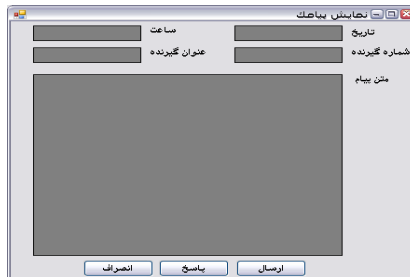 نمایش پیامک
تاریخ ساعت
شماره گیرنده عنوان گیرنده
متن پیام
ارسال پاسخ انصراف